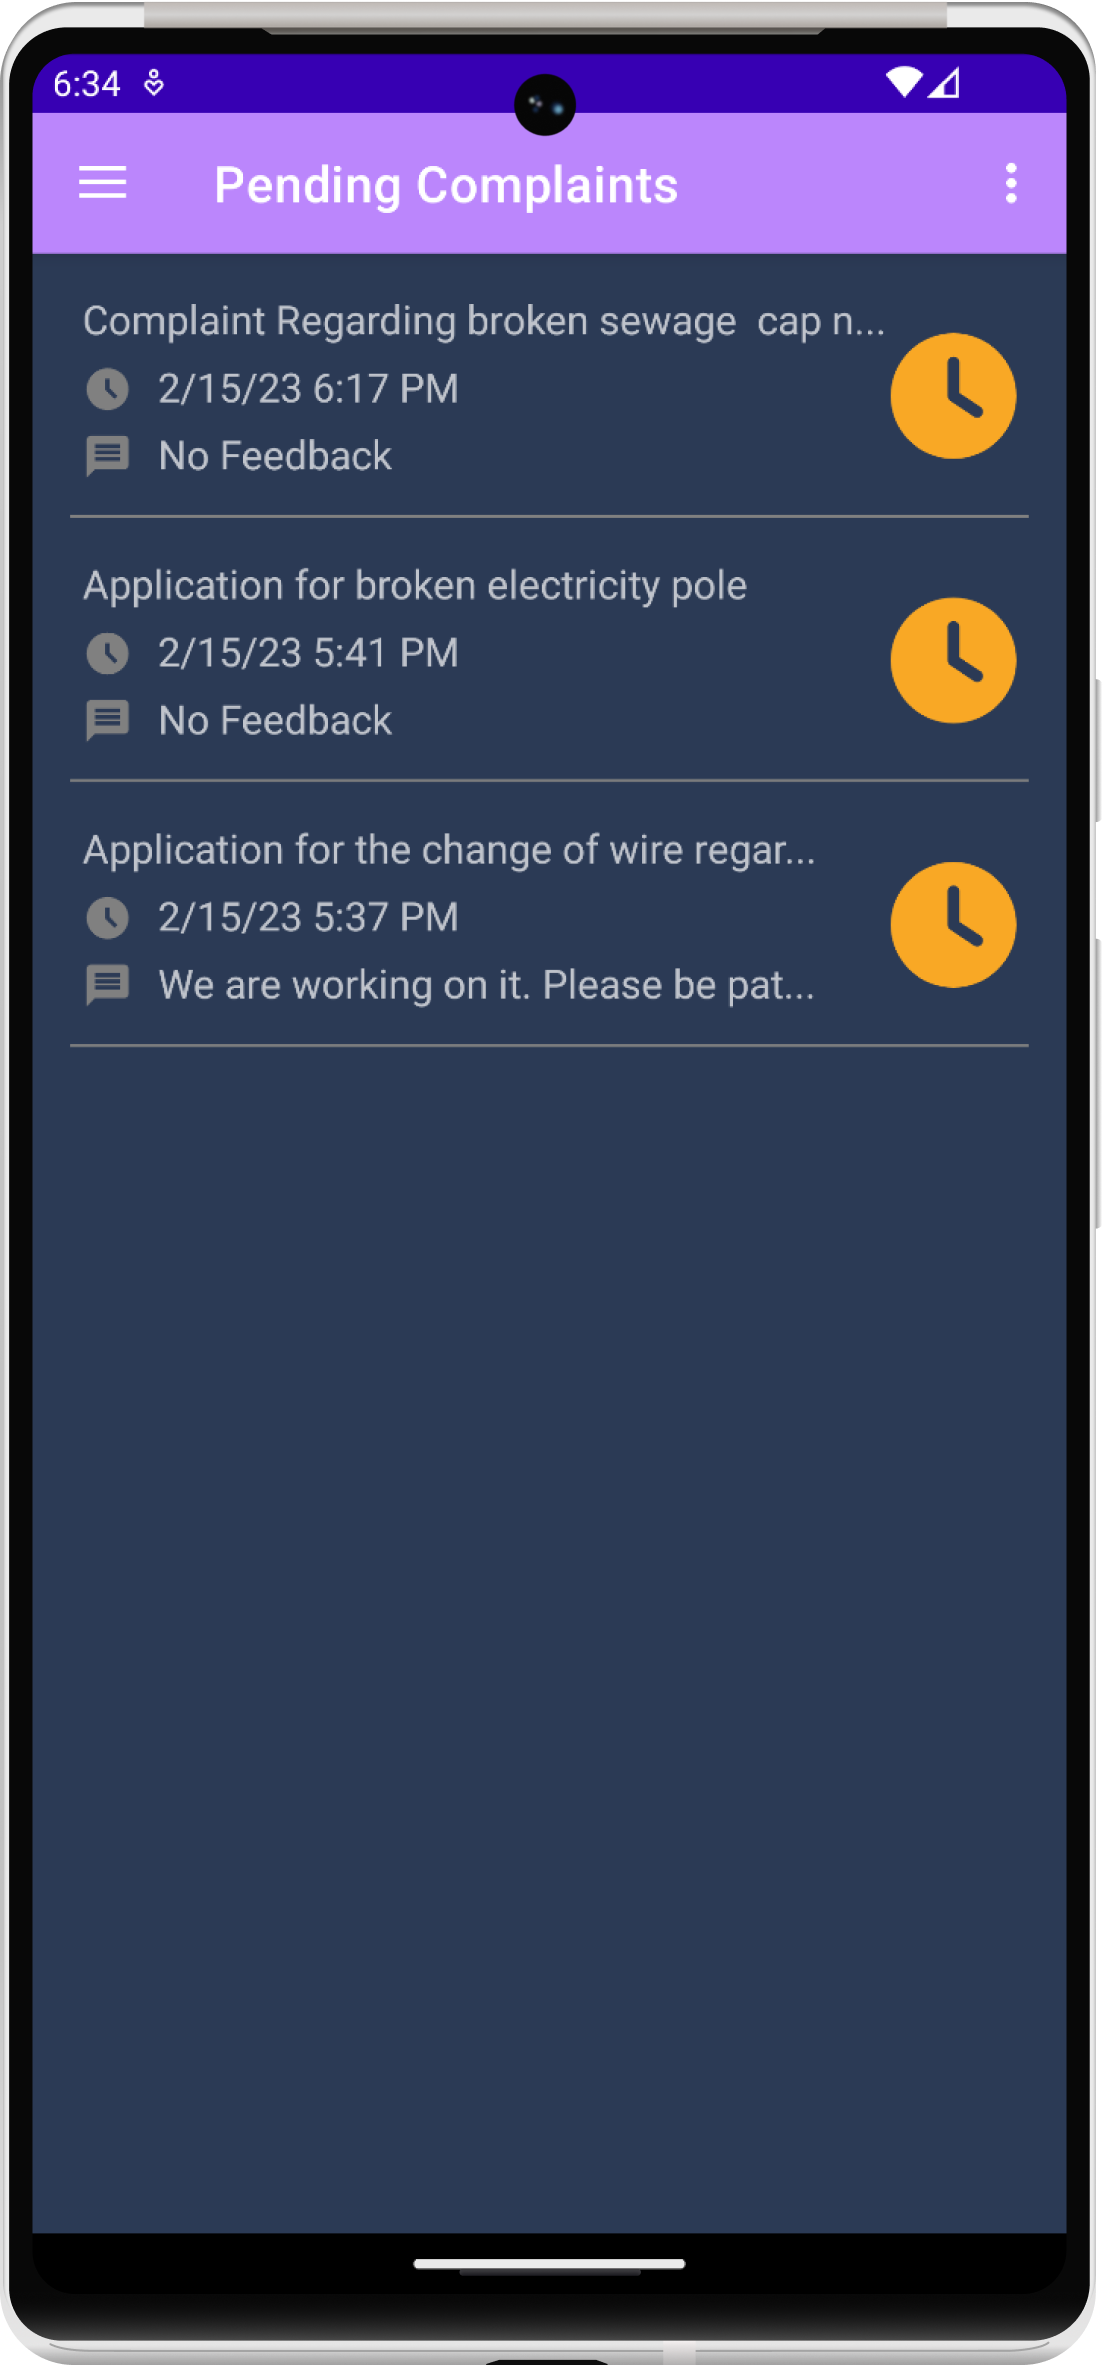 6:34
Pending Complaints
Complaint Regarding broken sewage  cap n...
2/15/23 6:17 PM
No Feedback
Application for broken electricity pole
2/15/23 5:41 PM
No Feedback
Application for the change of wire regar...
2/15/23 5:37 PM
We are working on it. Please be pat...